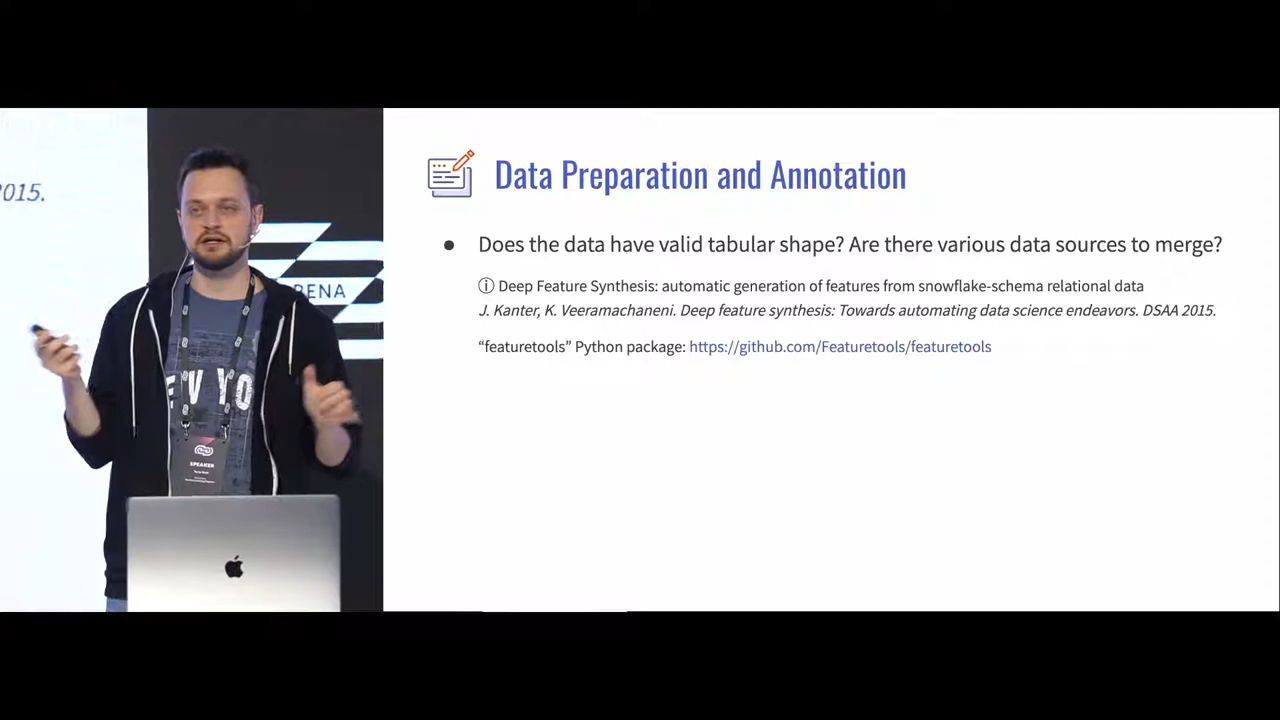 2015.
Data Preparation and Annotation
● Does the data have valid tabular shape? Are there various data sources to merge?
ⓘ Deep Feature Synthesis: automatic generation of features from snowflake-schema relational data
J. Kanter, K. Veeramachaneni. Deep feature synthesis: Towards automating data science endeavors. DSAA 2015.
“featuretools” Python package: https://github.com/Featuretools/featuretools
SPEAKER